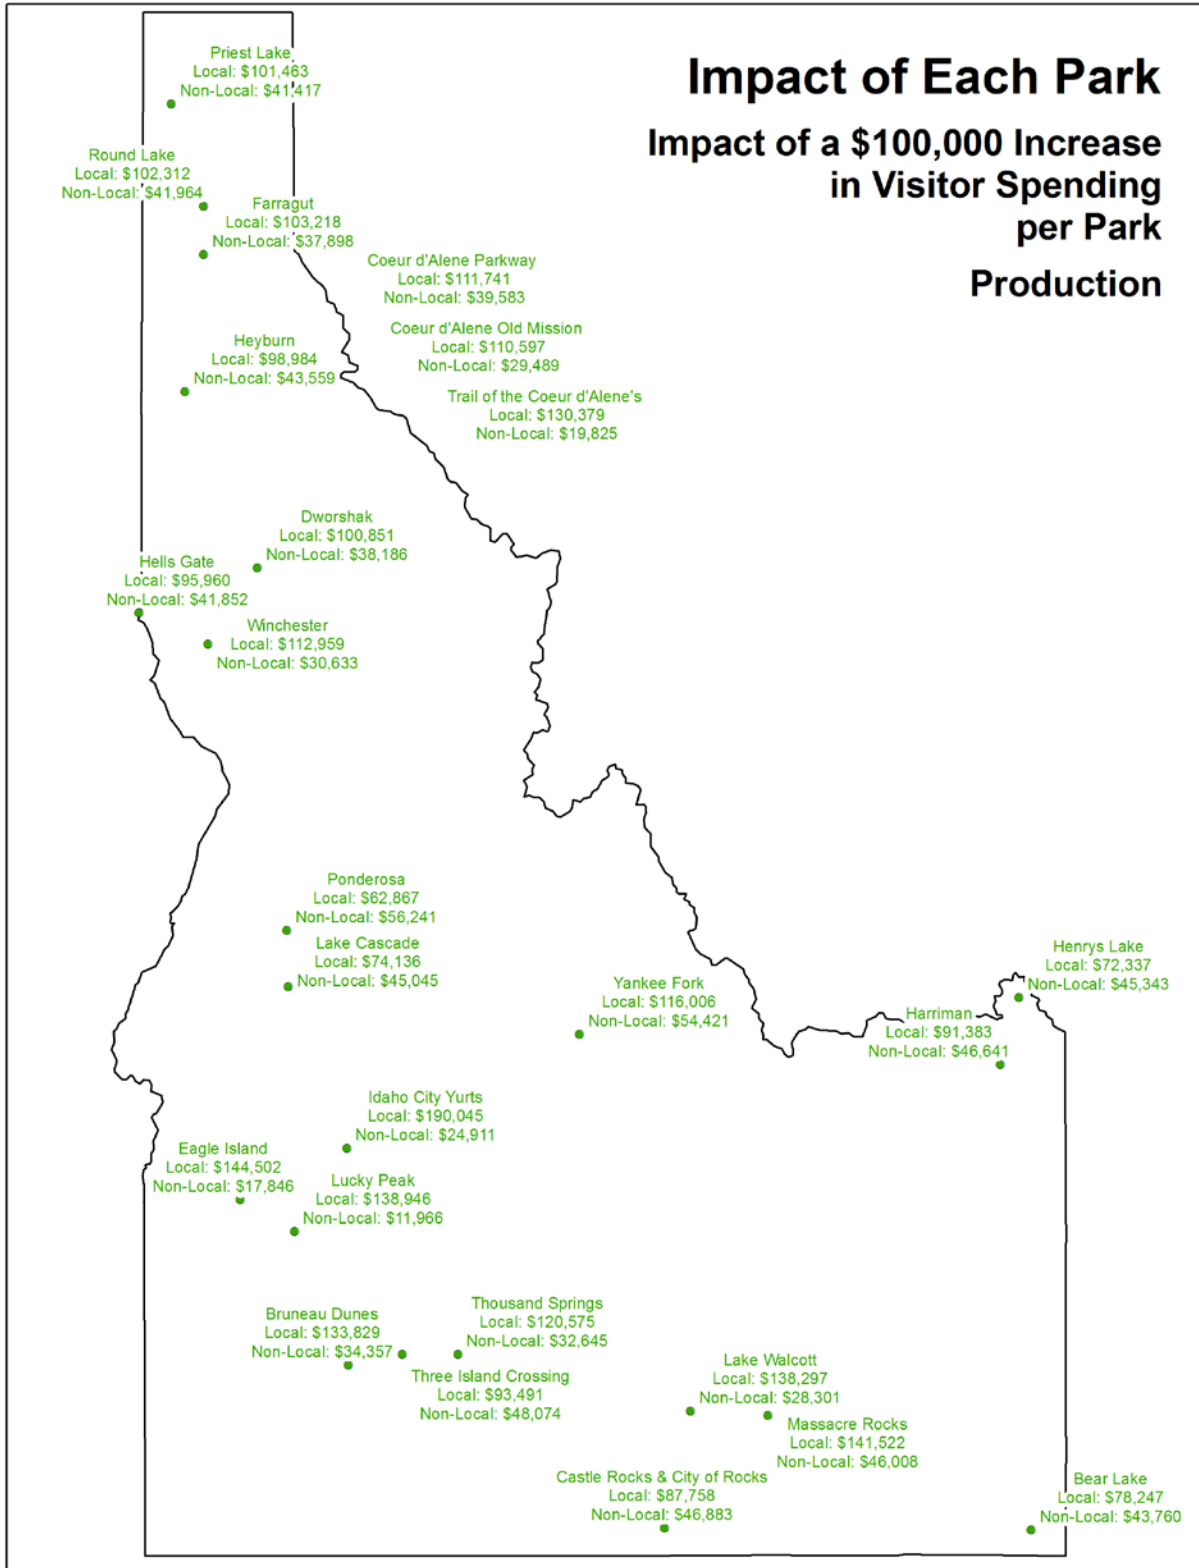 Impact of Each Park
Impact of a $100,000 Increase
in Visitor Spending
per Park
Production
Priest Lake
Local: $101,463
Non-Local: $41,417
Round Lake
Local: $102,312
Non-Local: $41,964
Farragut
Local: $103,218
Non-Local: $37,898
Coeur d'Alene Parkway
Local: $111,741
Non-Local: $39,583
Coeur d'Alene Old Mission
Local: $110,597
Non-Local: $29,489
Heyburn
Local: $98,984
Non-Local: $43,559
Trail of the Coeur d'Alene's
Local: $130,379
Non-Local: $19,825
Dworshak
Local: $100,851
Non-Local: $38,186
Hells Gate
Local: $95,960
Non-Local: $41,852
Winchester
Local: $112,959
Non-Local: $30,633
Ponderosa
Local: $62,867
Non-Local: $56,241
Lake Cascade
Local: $74,136
Non-Local: $45,045
Yankee Fork
Local: $116,006
Non-Local: $54,421
Henrys Lake
Local: $72,337
Non-Local: $45,343
Harriman
Local: $91,383
Non-Local: $46,641
Idaho City Yurts
Local: $190,045
Non-Local: $24,911
Eagle Island
Local: $144,502
Non-Local: $17,846
Lucky Peak
Local: $138,946
Non-Local: $11,966
Bruneau Dunes
Local: $133,829
Non-Local: $34,357
Thousand Springs
Local: $120,575
Non-Local: $32,645
Three Island Crossing
Local: $93,491
Non-Local: $48,074
Lake Walcott
Local: $138,297
Non-Local: $28,301
Massacre Rocks
Local: $141,522
Non-Local: $46,008
Castle Rocks & City of Rocks
Local: $87,758
Non-Local: $46,883
Bear Lake
Local: $78,247
Non-Local: $43,760